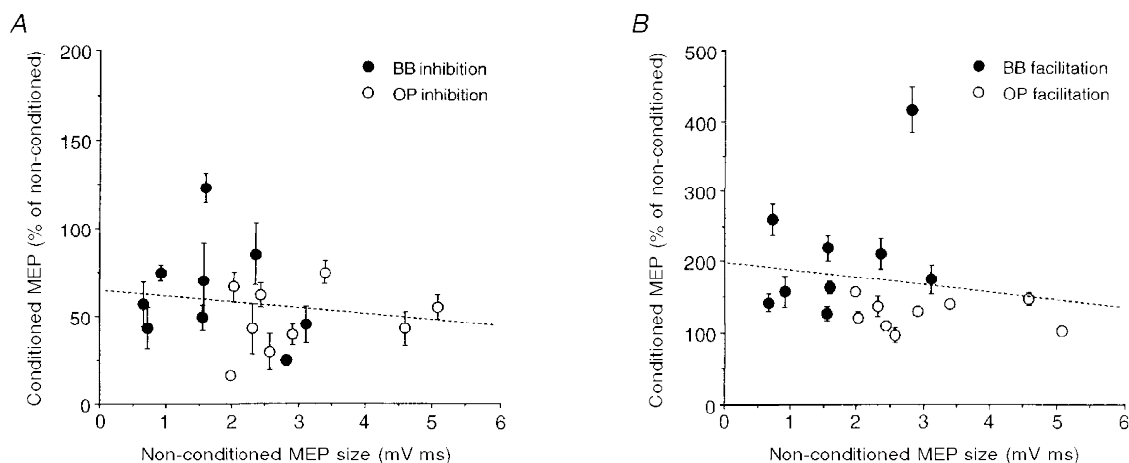 A
200
150
100
50
0
Conditioned MEP (% of non-conditioned)
BB inhibition
OP inhibition
0 1 2 3 4 5 6
Non-conditioned MEP size (mV ms)
B
500
400
300
200
100
0
Conditioned MEP (% of non-conditioned)
BB facilitation
OP facilitation
0 1 2 3 4 5 6
Non-conditioned MEP size (mV ms)